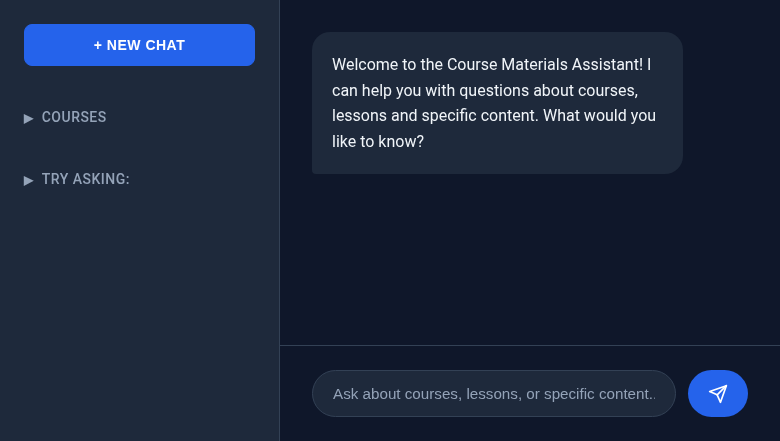 + NEW CHAT
▶ COURSES
▶ TRY ASKING:
Welcome to the Course Materials Assistant! I
can help you with questions about courses,
lessons and specific content. What would you
like to know?
Ask about courses, lessons, or specific content..